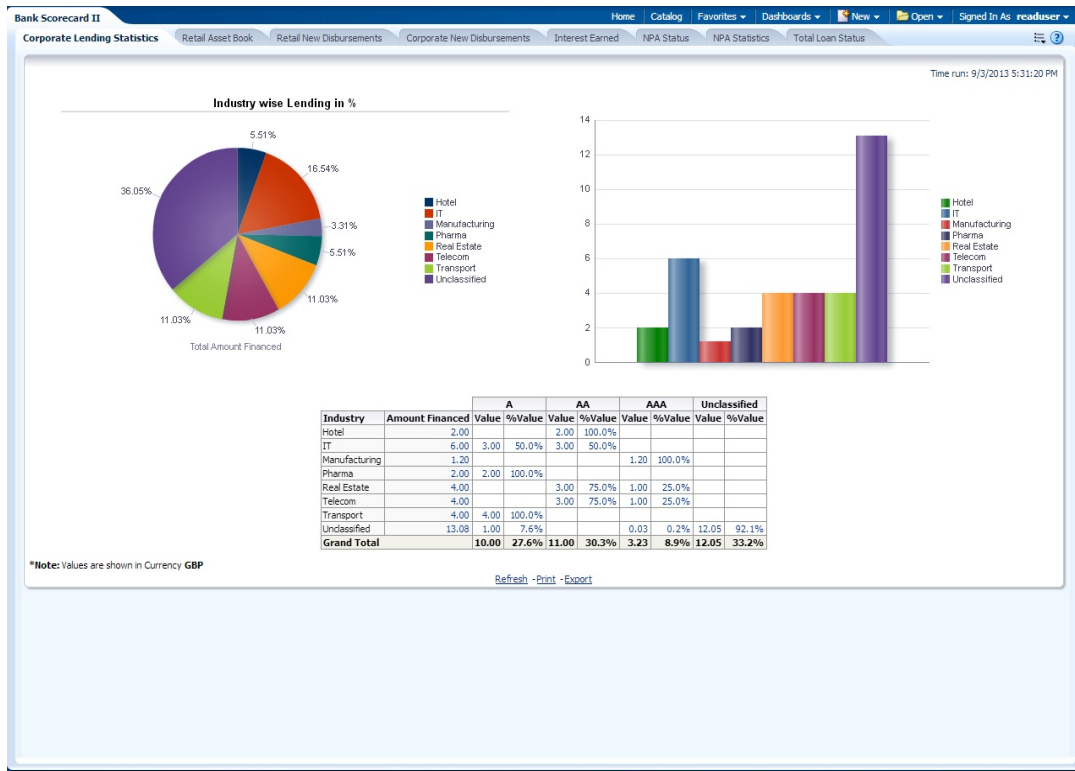 Bank Scorecard II
Home Catalog Favorites Dashboards New Open Signed In As readuser
Corporate Lending Statistics Retail Asset Book Retail New Disbursements Corporate New Disbursements Interest Earned NPA Status NPA Statistics Total Loan Status
Time run: 9/3/2013 5:31:20 PM
Industry wise Lending in %
5.51%
16.54%
3.31%
5.51%
11.03%
11.03%
11.03%
36.05%
Total Amount Financed
Hotel
IT
Manufacturing
Pharma
Real Estate
Telecom
Transport
Unclassified
14
12
10
8
6
4
2
0
Hotel
IT
Manufacturing
Pharma
Real Estate
Telecom
Transport
Unclassified
A AA AAA Unclassified
Industry Amount Financed Value %Value Value %Value Value %Value Value %Value
Hotel 2.00 2.00 100.0%
IT 6.00 3.00 50.0% 3.00 50.0%
Manufacturing 1.20 1.20 100.0%
Pharma 2.00 2.00 100.0%
Real Estate 4.00 3.00 75.0% 1.00 25.0%
Telecom 4.00 3.00 75.0% 1.00 25.0%
Transport 4.00 4.00 100.0%
Unclassified 13.08 1.00 7.6% 0.03 0.2% 12.05 92.1%
Grand Total 10.00 27.6% 11.00 30.3% 3.23 8.9% 12.05 33.2%
*Note: Values are shown in Currency GBP
Refresh - Print - Export